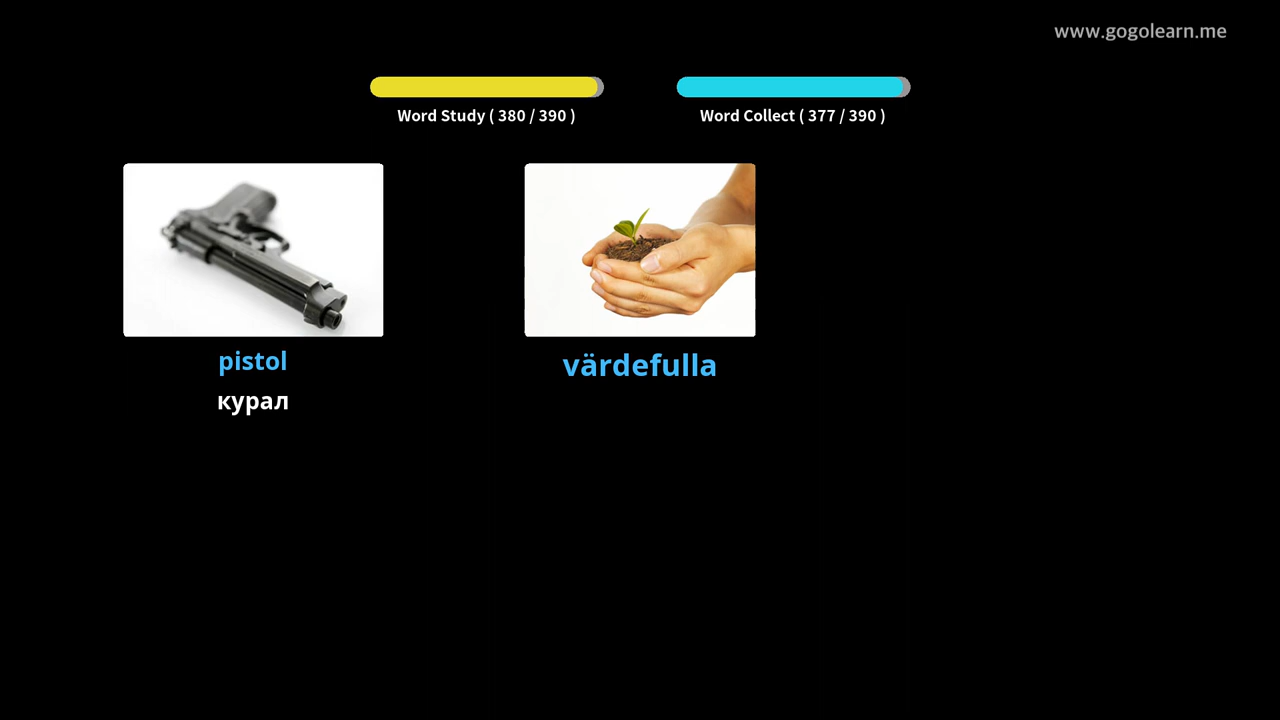 www.gogolearn.me
Word Study ( 380 / 390 )
Word Collect ( 377 / 390 )
pistol
курал
värdefulla